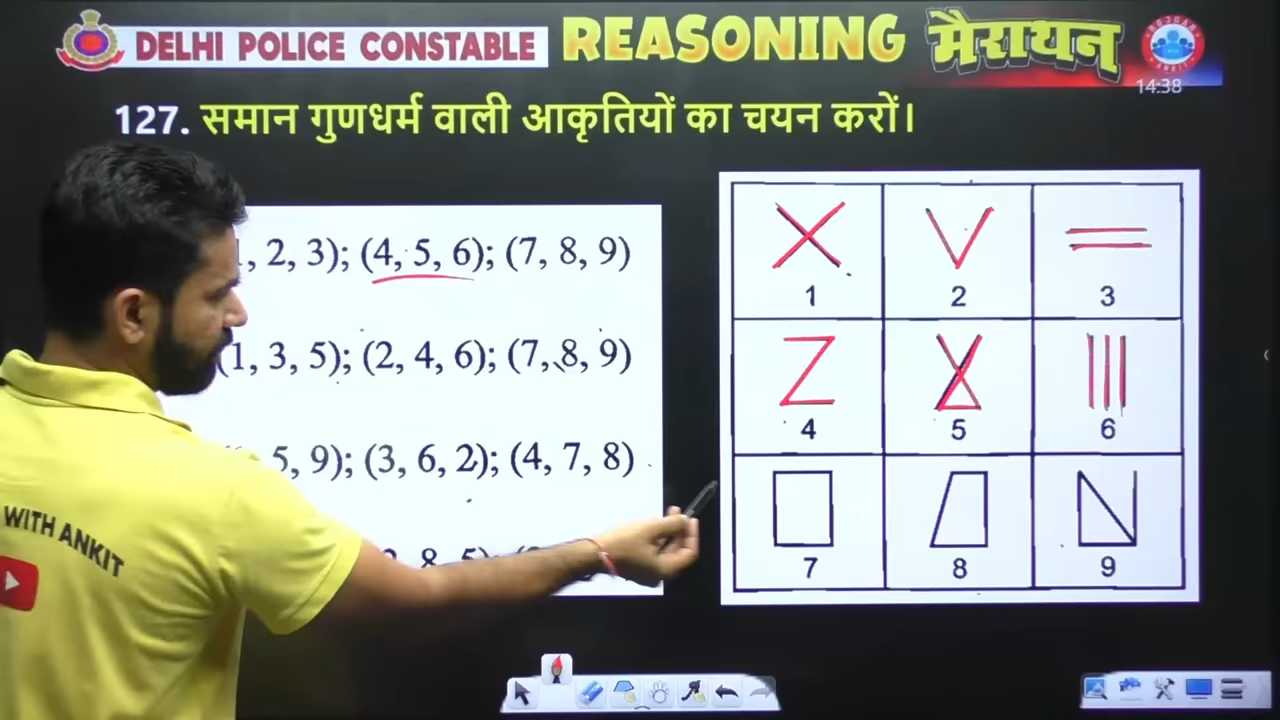 DELHI POLICE CONSTABLE REASONING मैराथन
14:38
127. समान गुणधर्म वाली आकृतियों का चयन करों।
, 2, 3); (4, 5, 6); (7, 8, 9)
(1, 3, 5); (2, 4, 6); (7, 8, 9)
5, 9); (3, 6, 2); (4, 7, 8)
8, 5);
1 2 3
4 5 6
7 8 9
WITH ANKIT